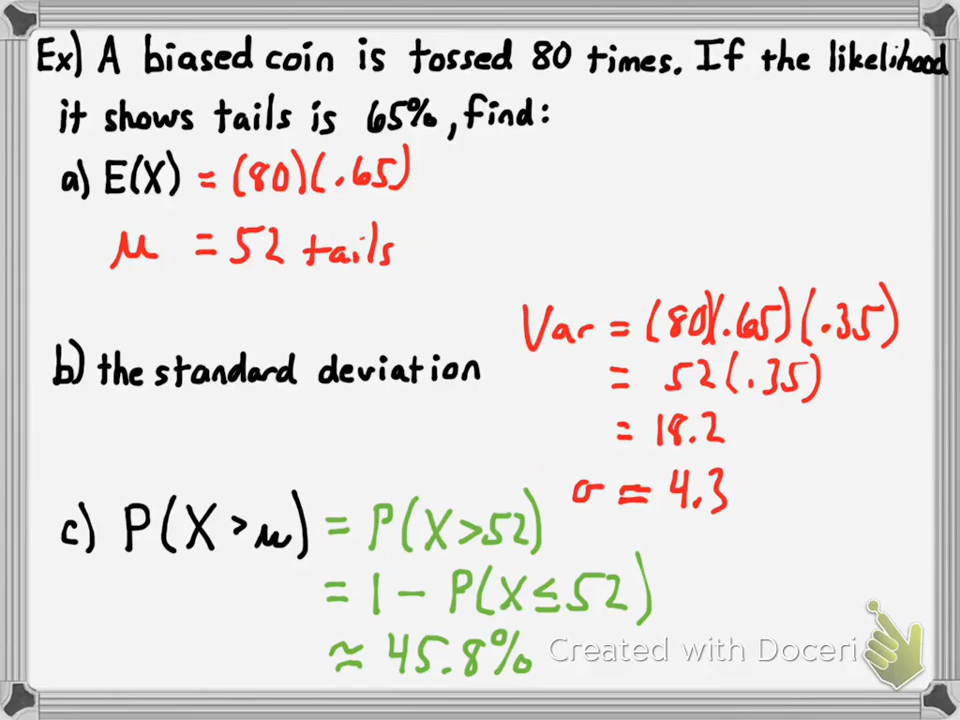 Ex) A biased coin is tossed 80 times. If the likelihood
it shows tails is 65%, find:
a) E(X) = (80)(.65)
μ = 52 tails
Var = (80)(.65)(.35)
= 52(.35)
= 18.2
σ = 4.3
b) the standard deviation
c) P(X>μ) = P(X>52)
= 1 - P(X≤52)
≈ 45.8%
Created with Doceri